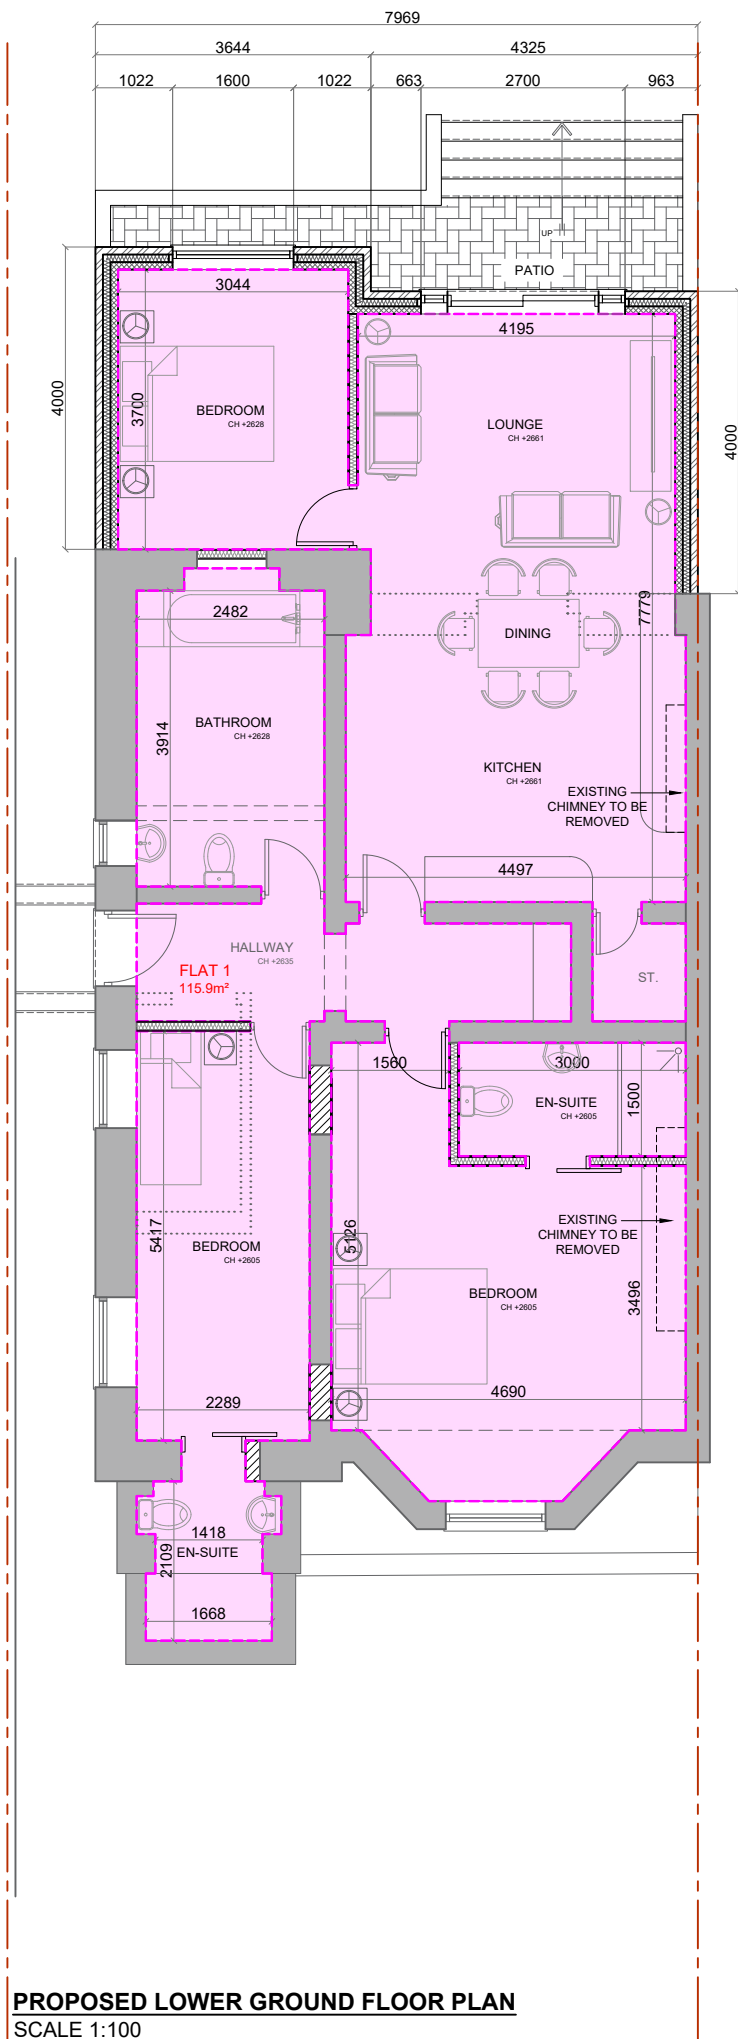 7969
3644
4325
1022
1600
1022
663
2700
963
UP
PATIO
3044
4195
4000
3700
BEDROOM
CH +2628
LOUNGE
CH +2661
4000
2482
7779
DINING
BATHROOM
CH +2628
3914
KITCHEN
CH +2661
EXISTING
CHIMNEY TO BE
REMOVED
4497
HALLWAY
CH +2635
FLAT 1
115.9m²
ST.
1560
3000
EN-SUITE
CH +2605
1500
5417
BEDROOM
CH +2605
5126
EXISTING
CHIMNEY TO BE
REMOVED
BEDROOM
CH +2605
3496
2289
4690
1418
EN-SUITE
2109
1668
PROPOSED LOWER GROUND FLOOR PLAN
SCALE 1:100